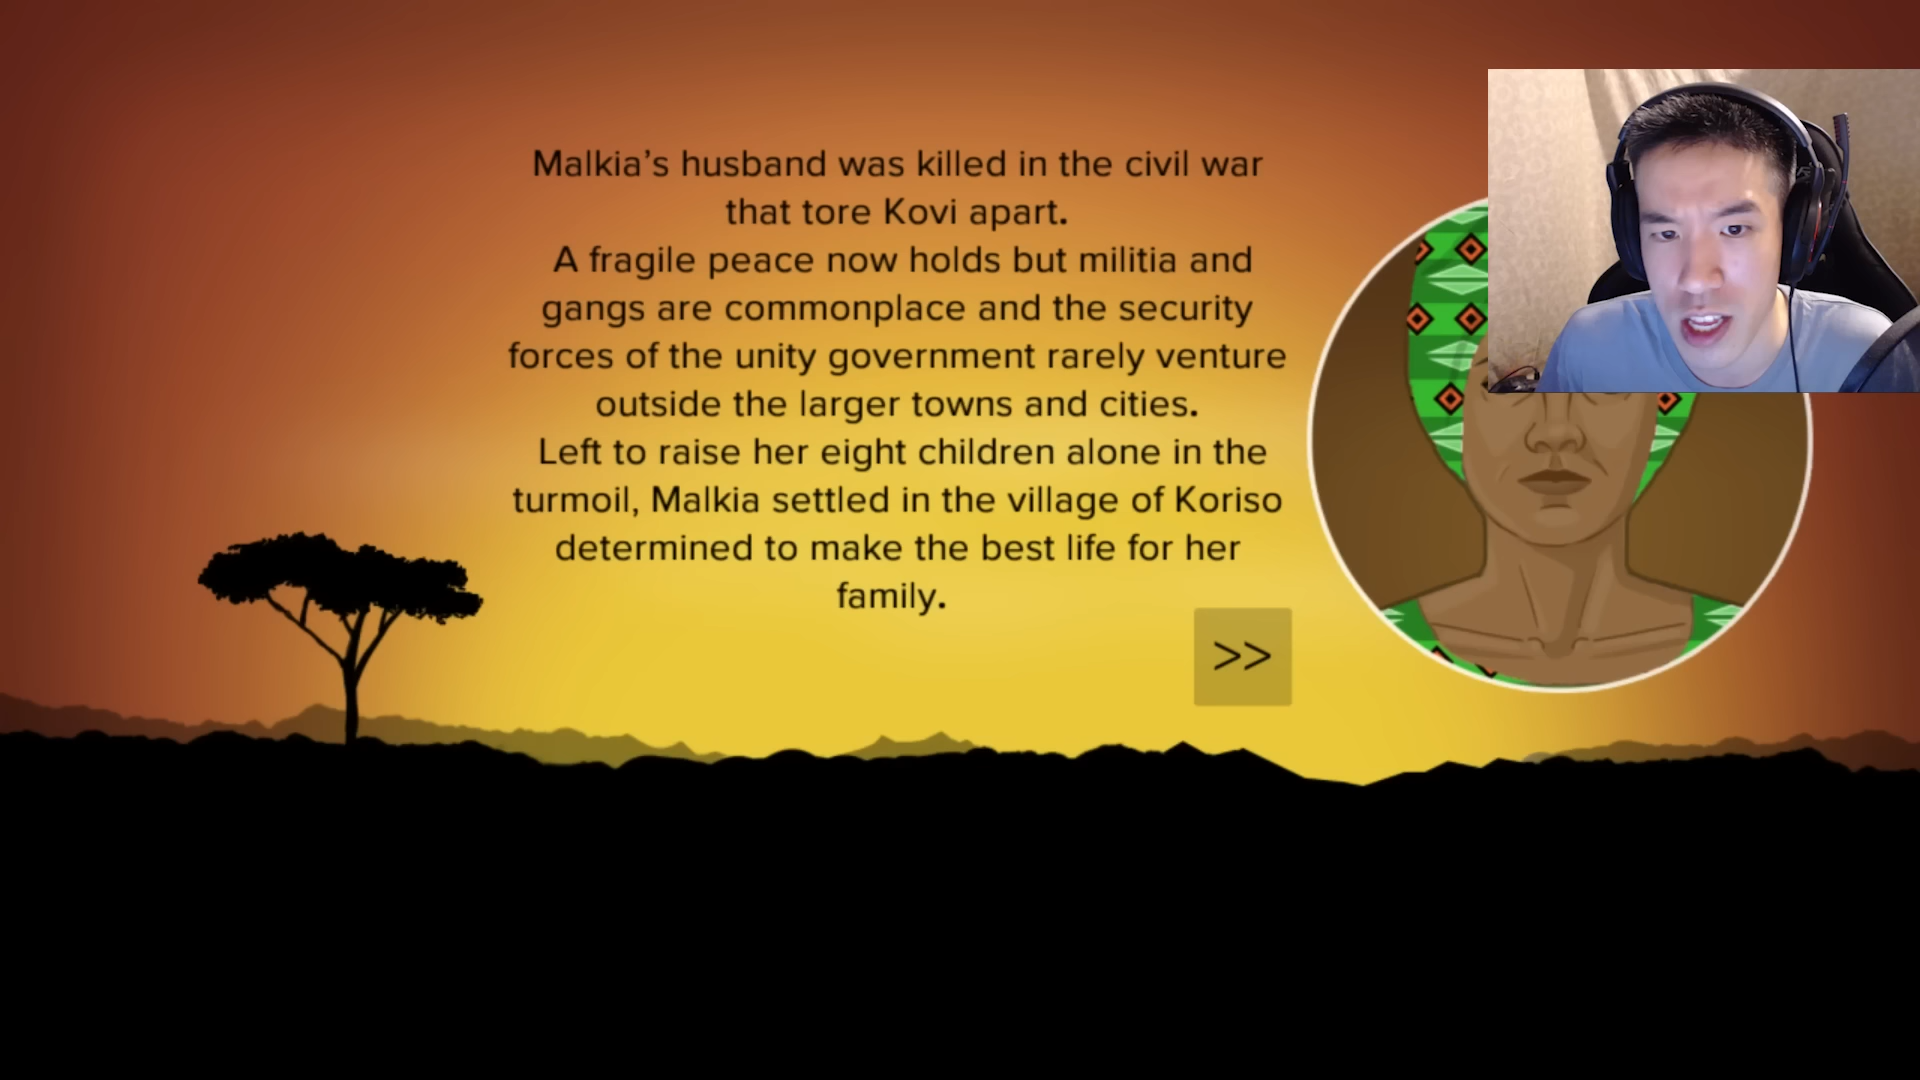 Malkia's husband was killed in the civil war
that tore Kovi apart.
A fragile peace now holds but militia and
gangs are commonplace and the security
forces of the unity government rarely venture
outside the larger towns and cities.
Left to raise her eight children alone in the
turmoil, Malkia settled in the village of Koriso
determined to make the best life for her
family.
>>